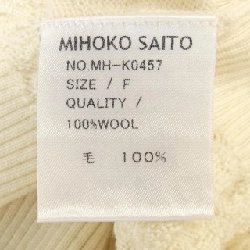 MIHOKO SAITO
NO.MH-K0457
SIZE / F
QUALITY /
100%WOOL
毛 100%